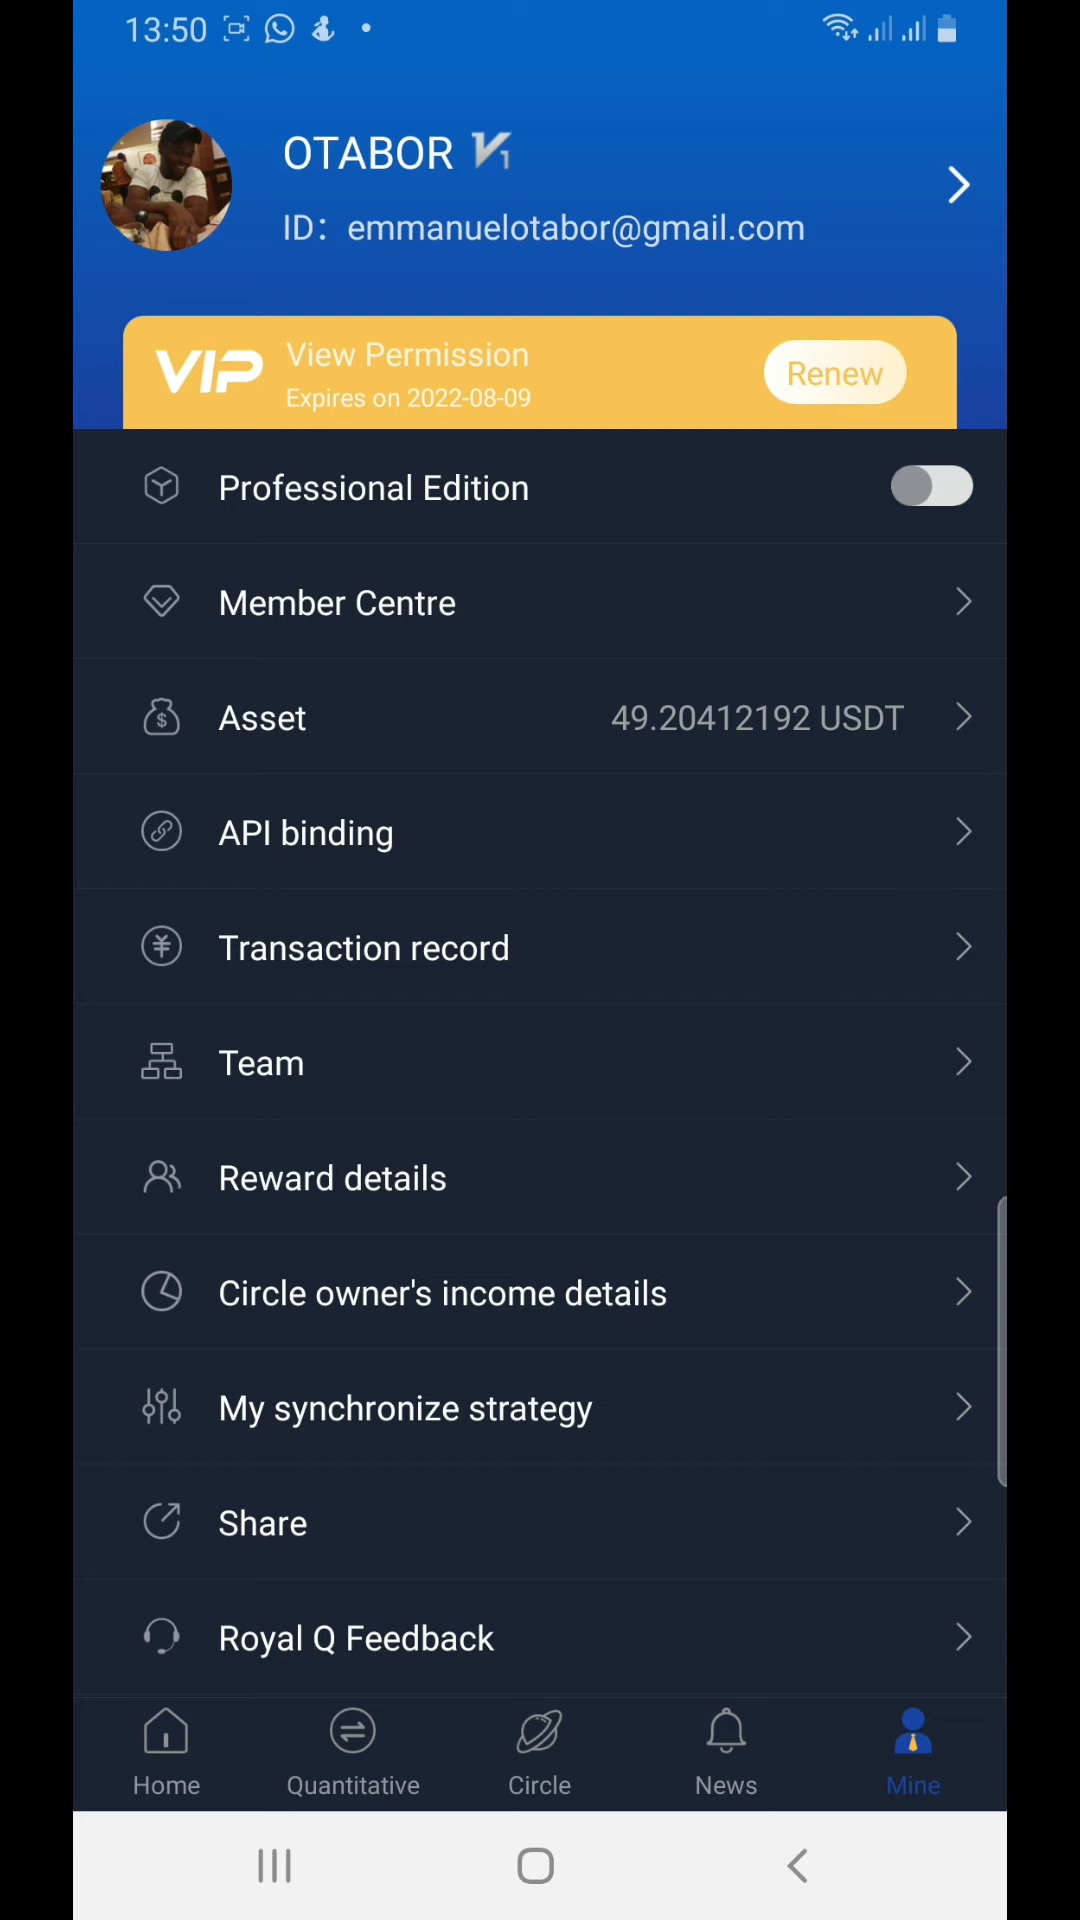 13:50
OTABOR V1
ID: emmanuelotabor@gmail.com
VIP
View Permission
Expires on 2022-08-09
Renew
Professional Edition
Member Centre
Asset 49.20412192 USDT
API binding
Transaction record
Team
Reward details
Circle owner's income details
My synchronize strategy
Share
Royal Q Feedback
Home Quantitative Circle News Mine